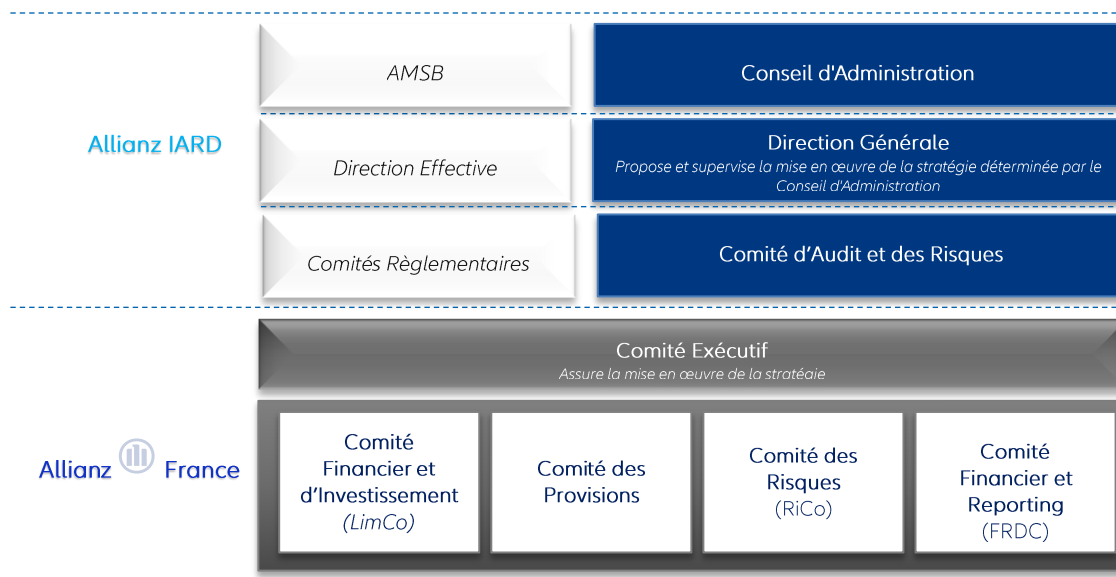 AMSB
Conseil d'Administration
Allianz IARD
Direction Effective
Direction Générale
Propose et supervise la mise en œuvre de la stratégie déterminée par le
Conseil d'Administration
Comités Règlementaires
Comité d’Audit et des Risques
Comité Exécutif
Assure la mise en œuvre de la stratégie
Allianz France
Comité
Financier et
d’Investissement
(LimCo)
Comité des
Provisions
Comité des
Risques
(RiCo)
Comité
Financier et
Reporting
(FRDC)